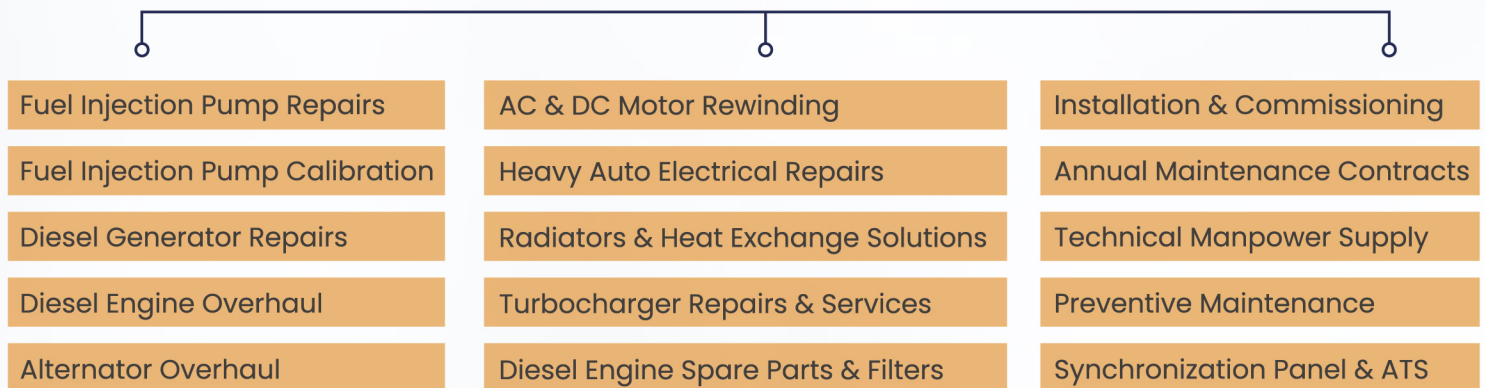 Fuel Injection Pump Repairs
Fuel Injection Pump Calibration
Diesel Generator Repairs
Diesel Engine Overhaul
Alternator Overhaul
AC & DC Motor Rewinding
Heavy Auto Electrical Repairs
Radiators & Heat Exchange Solutions
Turbocharger Repairs & Services
Diesel Engine Spare Parts & Filters
Installation & Commissioning
Annual Maintenance Contracts
Technical Manpower Supply
Preventive Maintenance
Synchronization Panel & ATS